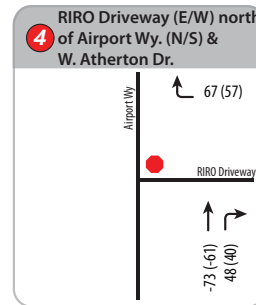 4
RIRO Driveway (E/W) north
of Airport Wy. (N/S) &
W. Atherton Dr.
67 (57)
Airport Wy
RIRO Driveway
-73 (-61)
48 (40)